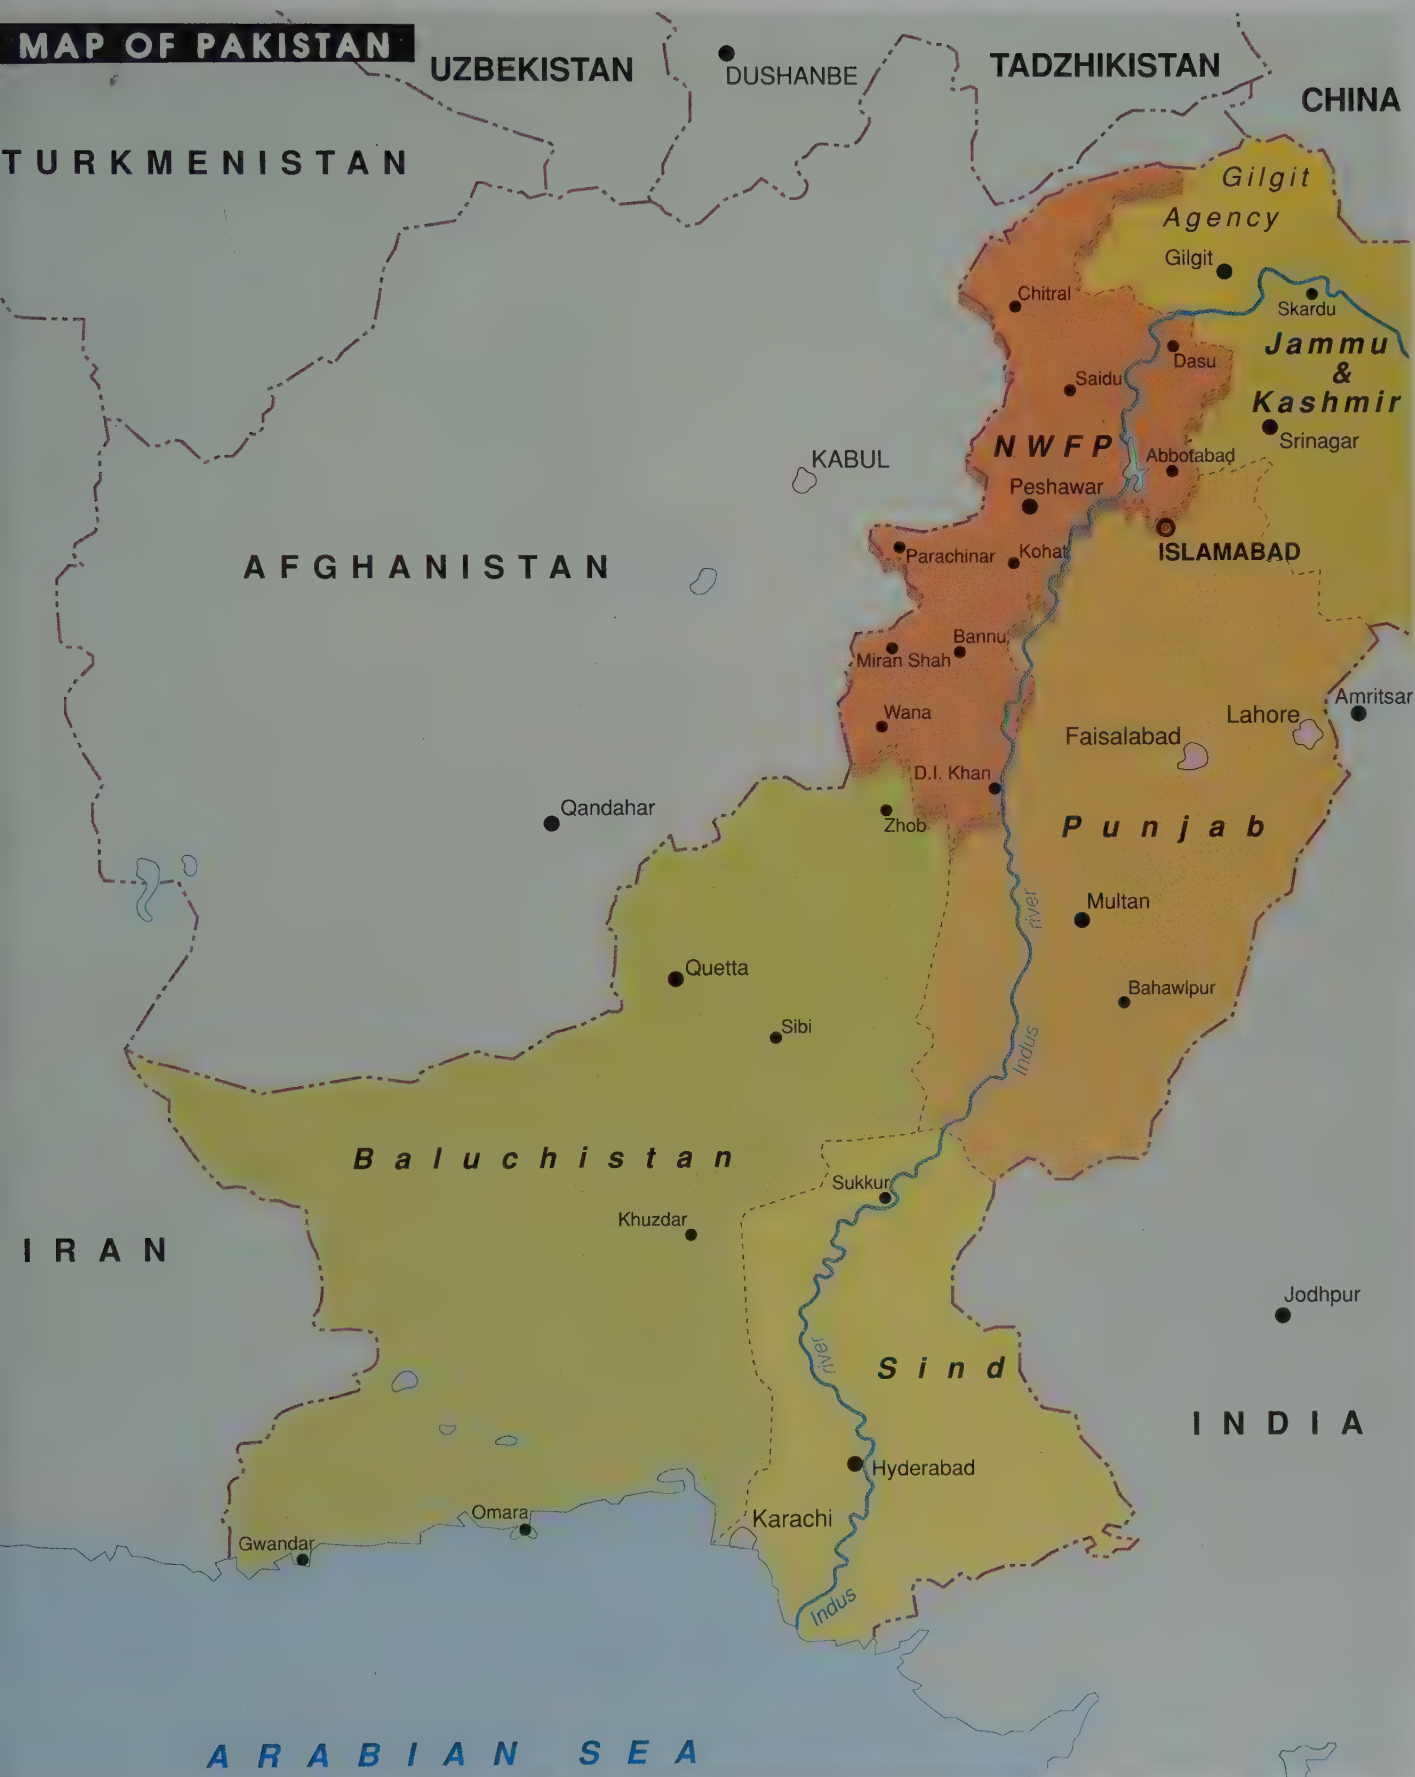 MAP OF PAKISTAN
UZBEKISTAN
DUSHANBE
TADZHIKISTAN
CHINA
TURKMENISTAN
Gilgit
Agency
Gilgit
Skardu
Chitral
Jammu
&
Kashmir
Dasu
Saidu
Srinagar
NWFP
Abbotabad
KABUL
Peshawar
ISLAMABAD
Parachinar
Kohat
AFGHANISTAN
Bannu
Miran Shah
Amritsar
Wana
Lahore
Faisalabad
D.I. Khan
Qandahar
Zhob
Punjab
Multan
river
Quetta
Bahawlpur
Sibi
Indus
Baluchistan
Sukkur
Khuzdar
IRAN
Jodhpur
river
Sind
INDIA
Hyderabad
Omara
Karachi
Gwandar
Indus
ARABIAN SEA